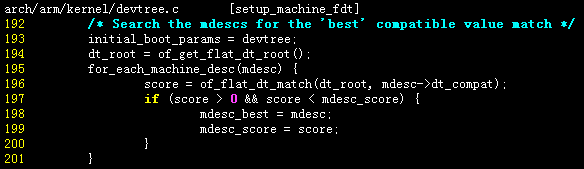 arch/arm/kernel/devtree.c [setup_machine_fdt]
192 /* Search the mdescs for the 'best' compatible value match */
193 initial_boot_params = devtree;
194 dt_root = of_get_flat_dt_root();
195 for_each_machine_desc(mdesc) {
196 score = of_flat_dt_match(dt_root, mdesc->dt_compat);
197 if (score > 0 && score < mdesc_score) {
198 mdesc_best = mdesc;
199 mdesc_score = score;
200 }
201 }